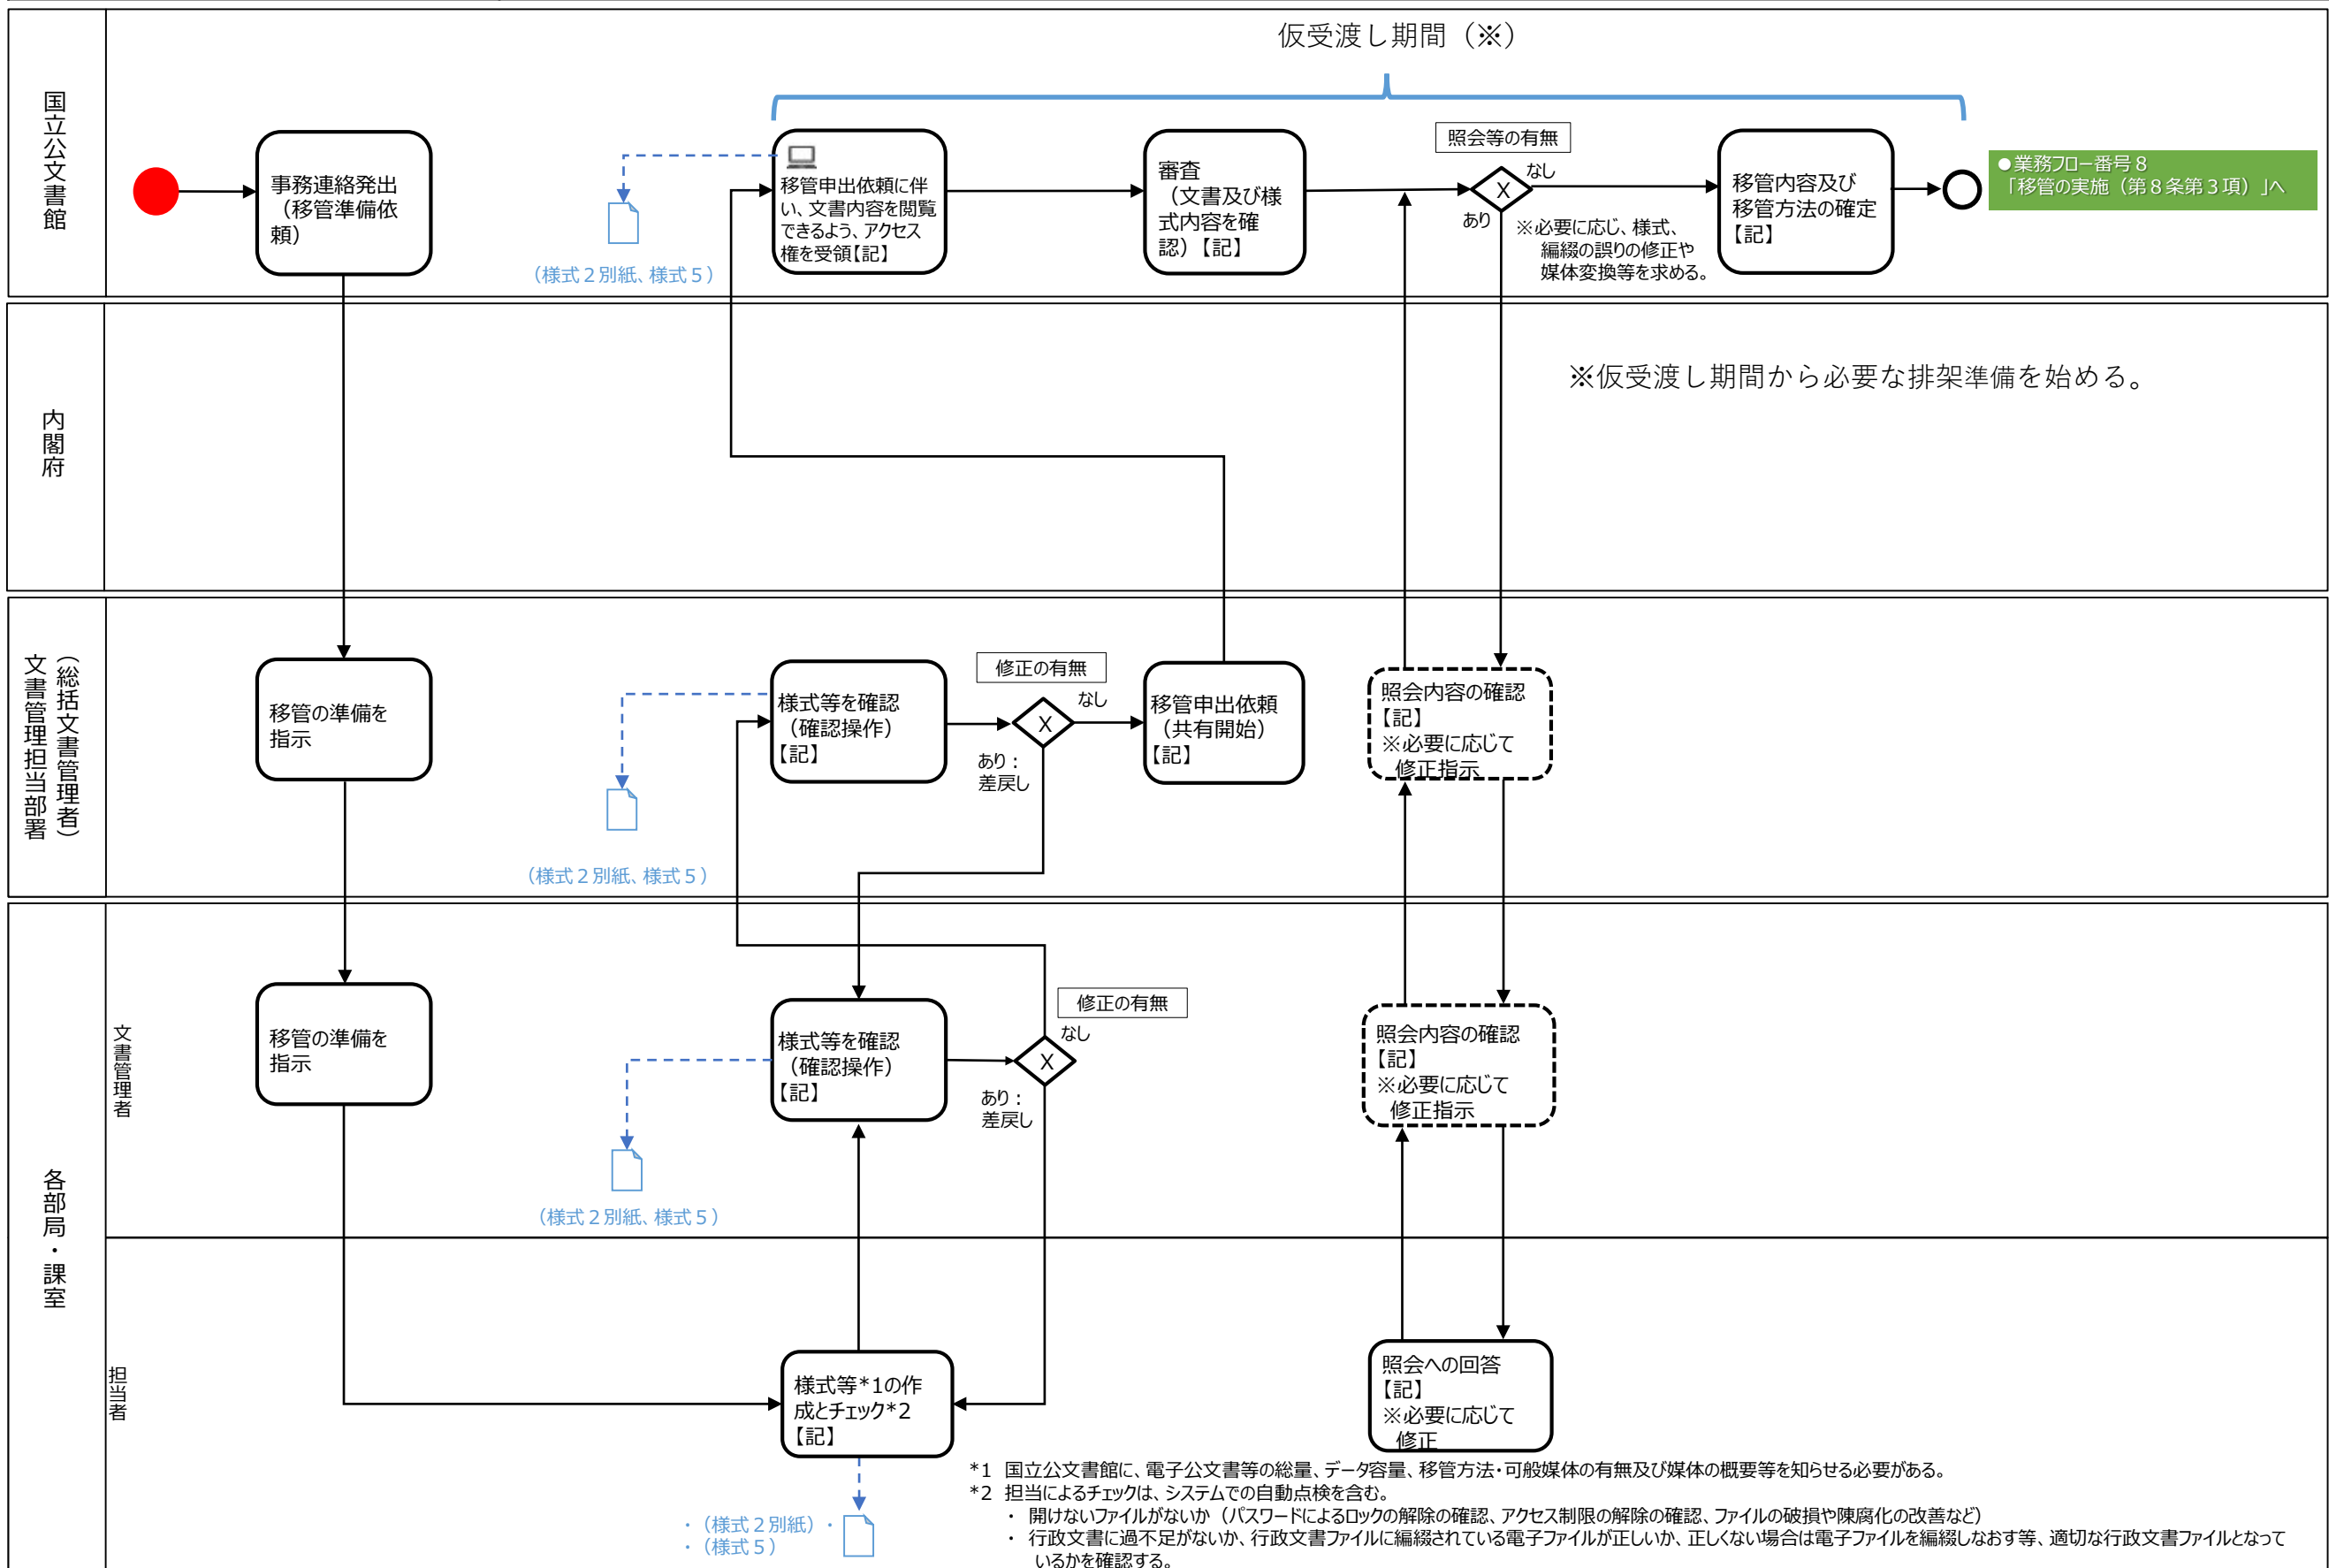 仮受渡し期間（※）
国立公文書館
事務連絡発出
（移管準備依
頼）
（様式２別紙、様式５）
移管申出依頼に伴
い、文書内容を閲覧
できるよう、アクセス
権を受領【記】
審査
（文書及び様
式内容を確
認）【記】
照会等の有無
X
なし
あり
※必要に応じ、様式、
編綴の誤りの修正や
媒体変換等を求める。
移管内容及び
移管方法の確定
【記】
●業務フロー番号８
「移管の実施（第８条第３項）」へ
内閣府
※仮受渡し期間から必要な排架準備を始める。
（総括文書管理者）
文書管理担当部署
移管の準備を
指示
（様式２別紙、様式５）
様式等を確認
（確認操作）
【記】
修正の有無
X
なし
あり：
差戻し
移管申出依頼
（共有開始）
【記】
照会内容の確認
【記】
※必要に応じて
修正指示
各部局・課室
文書管理者
移管の準備を
指示
（様式２別紙、様式５）
様式等を確認
（確認操作）
【記】
修正の有無
X
なし
あり：
差戻し
照会内容の確認
【記】
※必要に応じて
修正指示
担当者
様式等*1の作
成とチェック*2
【記】
・（様式２別紙）・
・（様式５）
照会への回答
【記】
※必要に応じて
修正
*1 国立公文書館に、電子公文書等の総量、データ容量、移管方法・可般媒体の有無及び媒体の概要等を知らせる必要がある。
*2 担当によるチェックは、システムでの自動点検を含む。
・ 開けないファイルがないか（パスワードによるロックの解除の確認、アクセス制限の解除の確認、ファイルの破損や陳腐化の改善など）
・ 行政文書に過不足がないか、行政文書ファイルに編綴されている電子ファイルが正しいか、正しくない場合は電子ファイルを編綴しなおす等、適切な行政文書ファイルとなって
いるかを確認する。